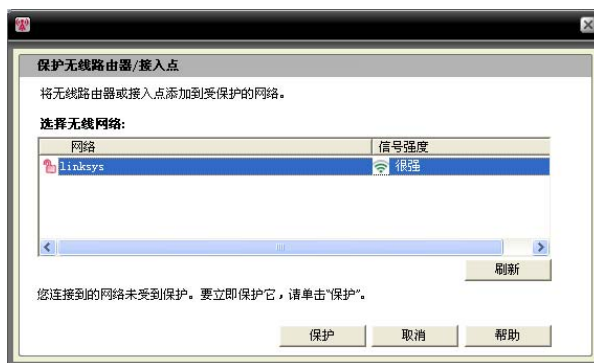 保护无线路由器/接入点
将无线路由器或接入点添加到受保护的网络。
选择无线网络:
网络 信号强度
linksys 很强
刷新
您连接到的网络未受到保护。要立即保护它，请单击“保护”。
保护 取消 帮助